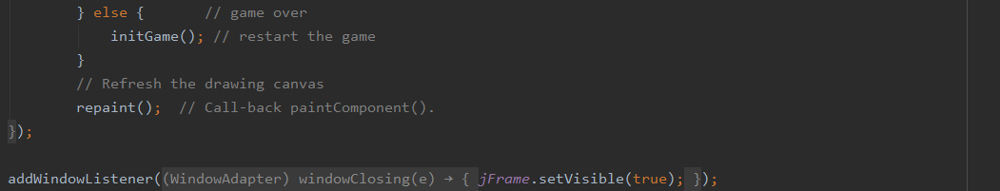 } else {       // game over
initGame(); // restart the game
}
// Refresh the drawing canvas
repaint();  // Call-back paintComponent().
});
addWindowListener((WindowAdapter) windowClosing(e) → { jFrame.setVisible(true); });